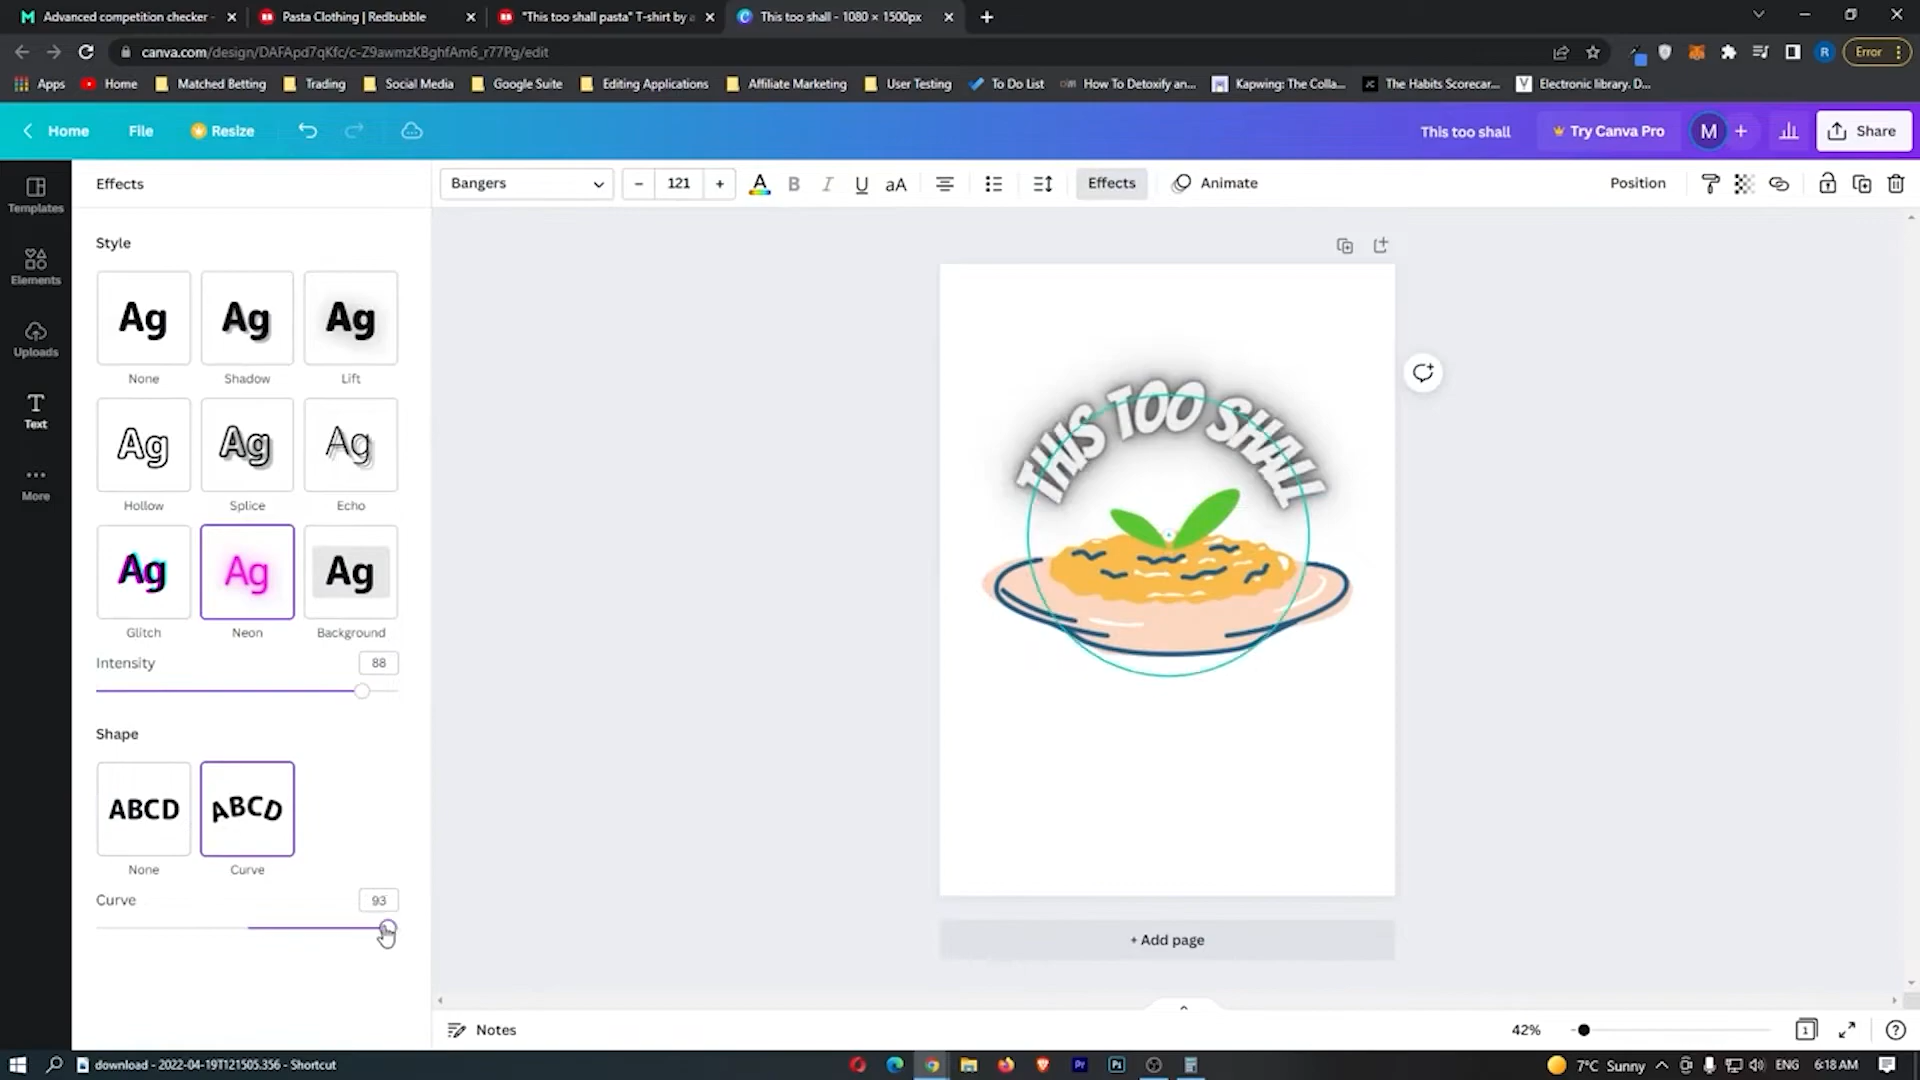 Advanced competition checker -
Pasta Clothing | Redbubble
"This too shall pasta" T-shirt by a
This too shall - 1080 × 1500px
canva.com/design/DAFApd7qKfc/c-Z9awmzKBghfAm6_r77Pg/edit
R
Error
Apps
Home
Matched Betting
Trading
Social Media
Google Suite
Editing Applications
Affiliate Marketing
User Testing
To Do List
How To Detoxify an...
Kapwing: The Colla...
The Habits Scorecar...
Electronic library. D...
Home
File
Resize
This too shall
Try Canva Pro
M
Share
Templates
Elements
Uploads
Text
More
Effects
Bangers
121
A
B
I
U
aA
Effects
Animate
Position
Style
Ag
Ag
Ag
None
Shadow
Lift
Ag
Ag
Ag
Hollow
Splice
Echo
Ag
Ag
Ag
Glitch
Neon
Background
Intensity
88
Shape
ABCD
ABCD
None
Curve
Curve
93
THIS TOO SHALL
+ Add page
Notes
42%
1
download - 2022-04-19T121505.356 - Shortcut
7°C Sunny
ENG
6:18 AM